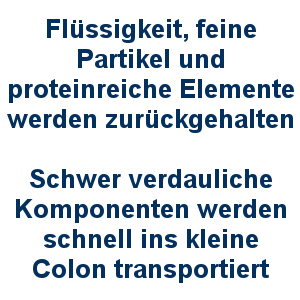 Flüssigkeit, feine
Partikel und
proteinreiche Elemente
werden zurückgehalten
Schwer verdauliche
Komponenten werden
schnell ins kleine
Colon transportiert